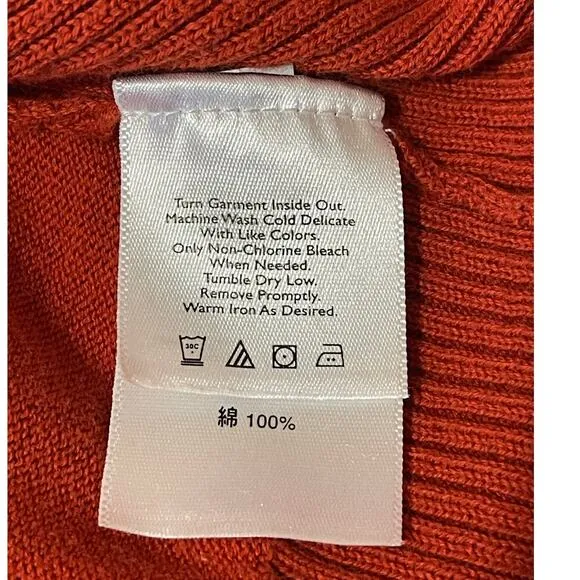 Turn Garment Inside Out.
Machine Wash Cold Delicate
With Like Colors.
Only Non-Chlorine Bleach
When Needed.
Tumble Dry Low.
Remove Promptly.
Warm Iron As Desired.
30C
綿 100%